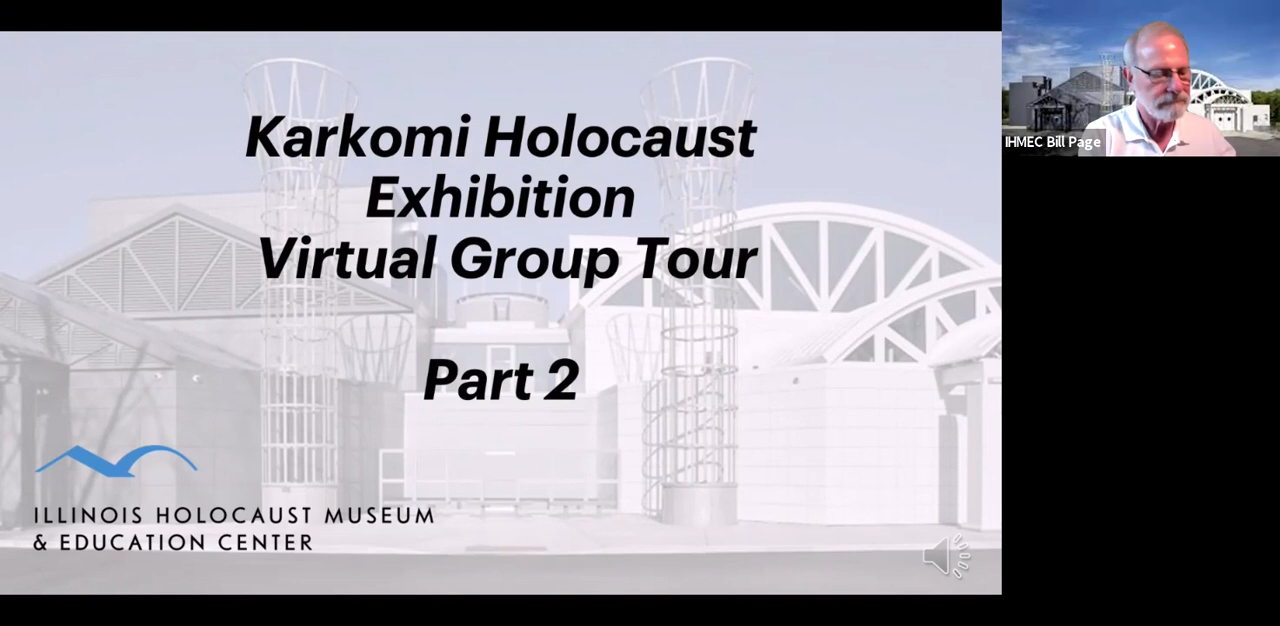 Karkomi Holocaust
Exhibition
Virtual Group Tour
Part 2
ILLINOIS HOLOCAUST MUSEUM
& EDUCATION CENTER
IHMEC Bill Page